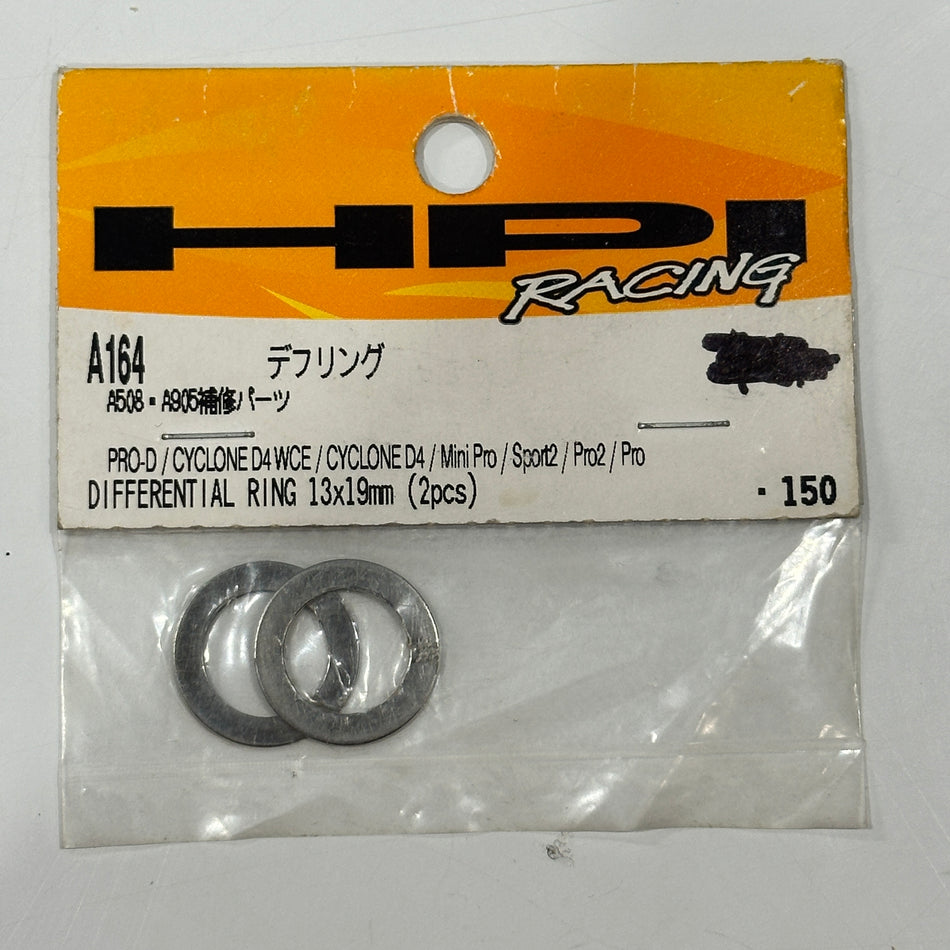 HPI
RACING
A164 デフリング
A508・A905補修パーツ
PRO-D / CYCLONE D4 WCE / CYCLONE D4 / Mini Pro / Sport2 / Pro2 / Pro
DIFFERENTIAL RING 13x19mm (2pcs) ・150